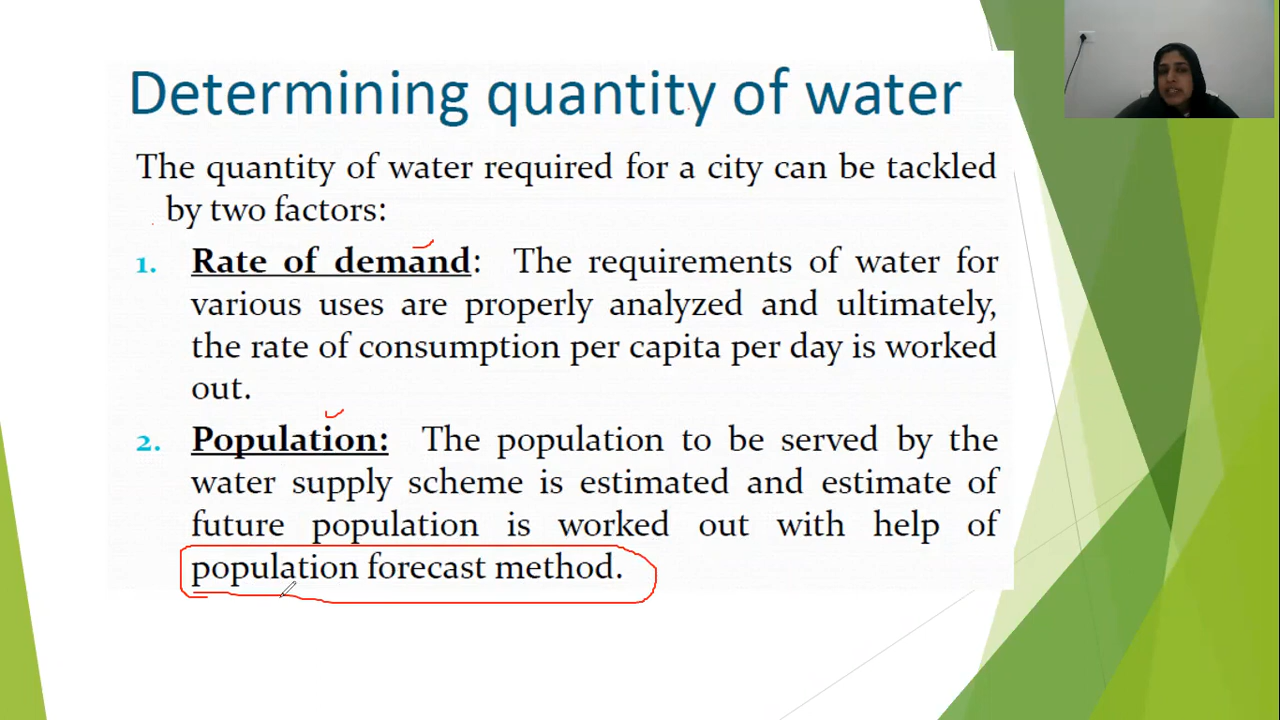 Determining quantity of water
The quantity of water required for a city can be tackled
by two factors:
1. Rate of demand: The requirements of water for
various uses are properly analyzed and ultimately,
the rate of consumption per capita per day is worked
out.
2. Population: The population to be served by the
water supply scheme is estimated and estimate of
future population is worked out with help of
population forecast method.